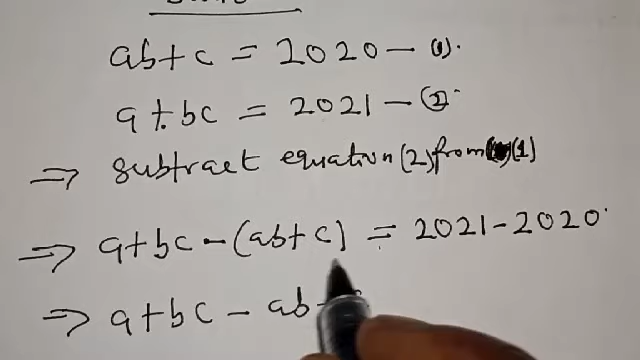 ab+c = 2020 — (1).
a+bc = 2021 — (2).
⇒ subtract equation (2) from (1)
⇒ a+bc - (ab+c) = 2021 - 2020
⇒ a+bc - ab